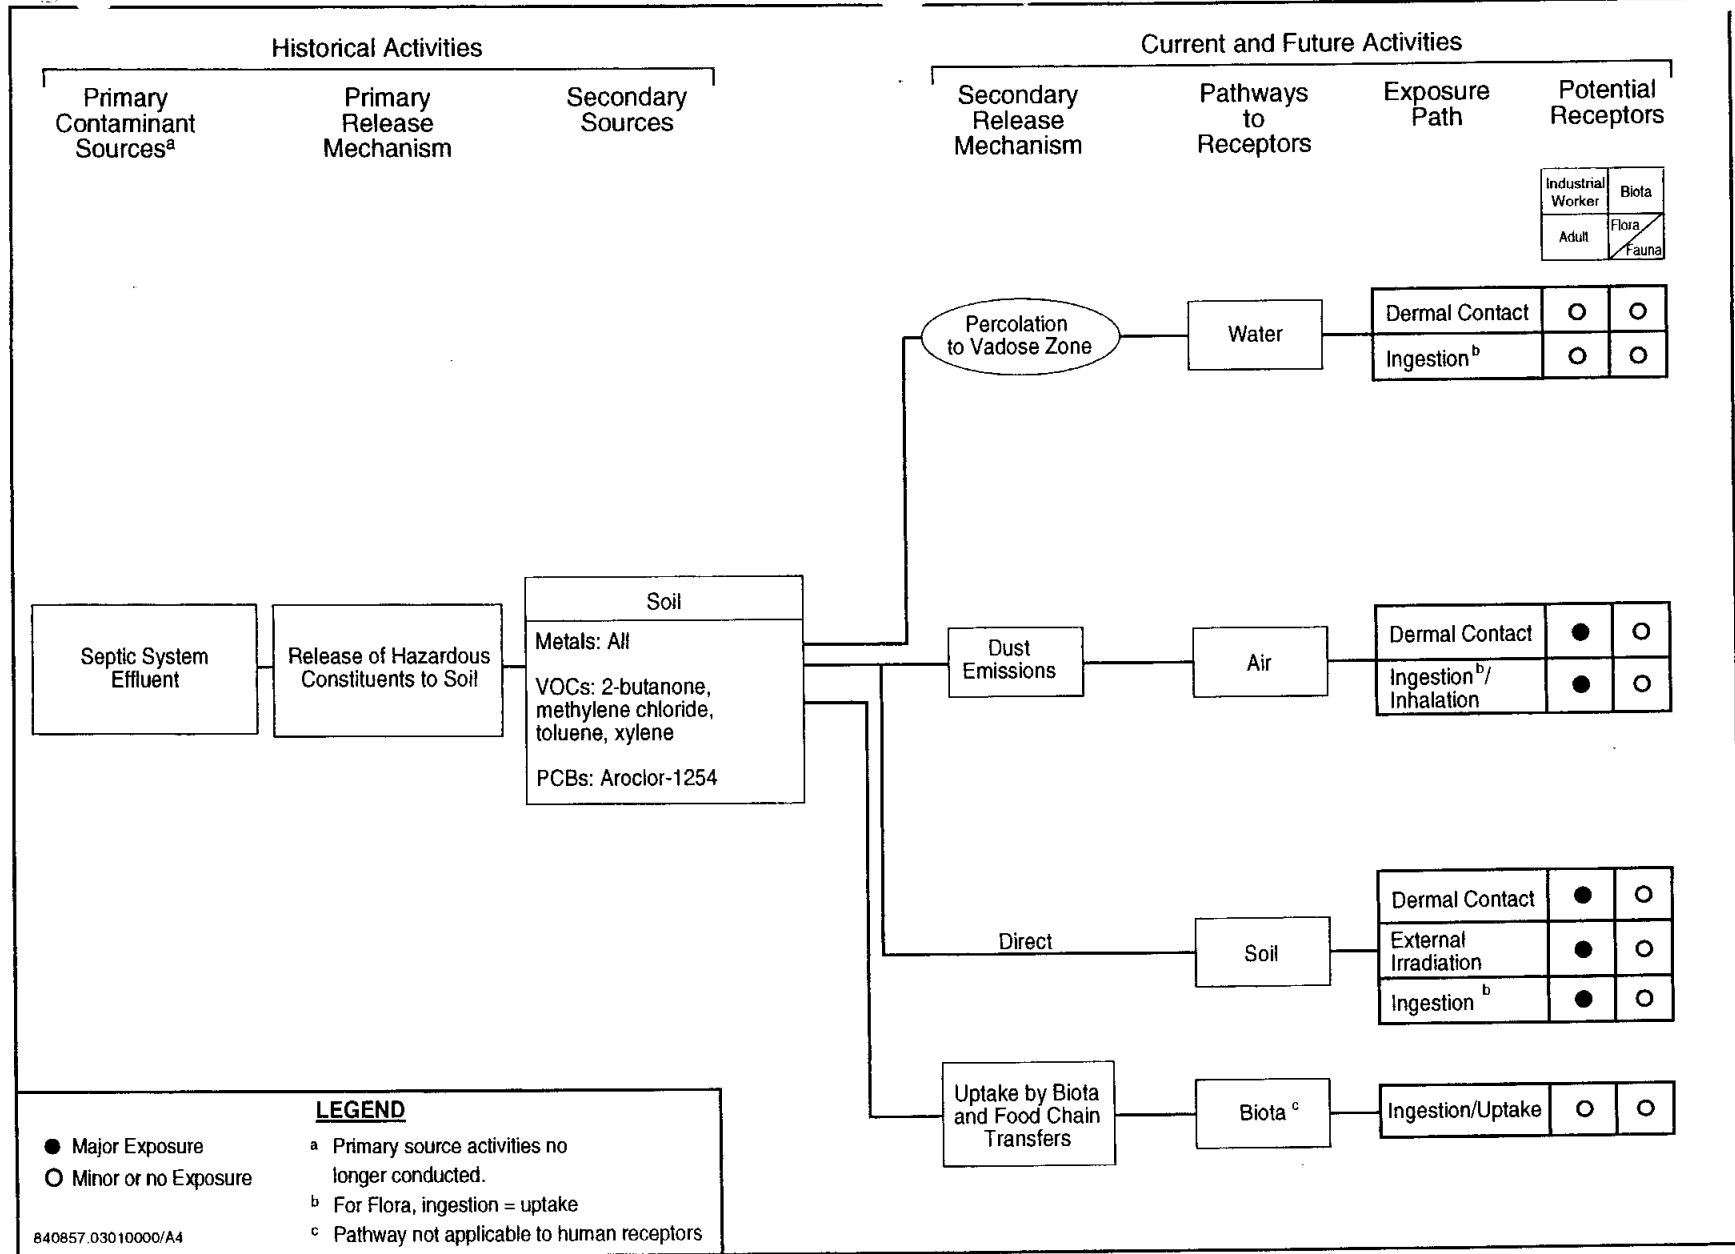 Historical Activities
Current and Future Activities
Primary
Contaminant
Sourcesᵃ
Primary
Release
Mechanism
Secondary
Sources
Secondary
Release
Mechanism
Pathways
to
Receptors
Exposure
Path
Potential
Receptors
Industrial
Worker
Biota
Adult
Flora
Fauna
Percolation
to Vadose Zone
Water
Dermal Contact
Ingestion ᵇ
Septic System
Effluent
Release of Hazardous
Constituents to Soil
Soil
Metals: All
VOCs: 2-butanone,
methylene chloride,
toluene, xylene
PCBs: Aroclor-1254
Dust
Emissions
Air
Dermal Contact
Ingestionᵇ/
Inhalation
Direct
Soil
Dermal Contact
External
Irradiation
Ingestion ᵇ
Uptake by Biota
and Food Chain
Transfers
Biota ᶜ
Ingestion/Uptake
LEGEND
Major Exposure
Minor or no Exposure
ᵃ Primary source activities no
longer conducted.
ᵇ For Flora, ingestion = uptake
ᶜ Pathway not applicable to human receptors
840857.03010000/A4